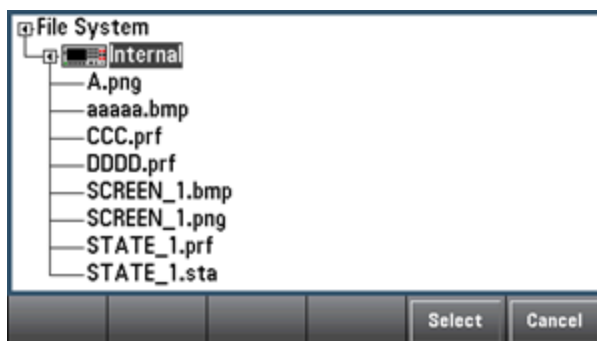 File System
Internal
A.png
aaaaa.bmp
CCC.prf
DDDD.prf
SCREEN_1.bmp
SCREEN_1.png
STATE_1.prf
STATE_1.sta
Select Cancel